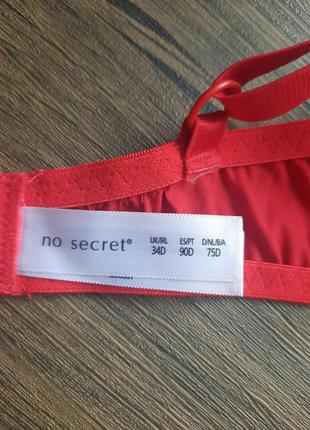 no secret®
UK/IRL ES/PT D/NL/B/A
34D 90D 75D